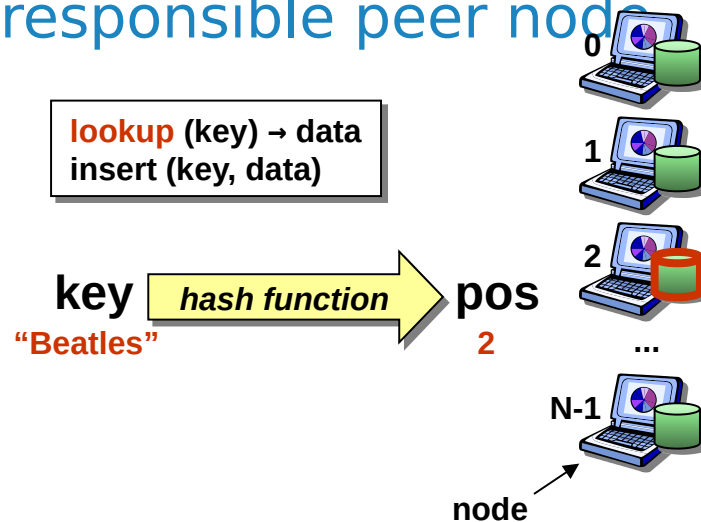 responsible peer node
0
lookup (key) → data
insert (key, data)
1
2
key hash function pos
“Beatles” 2
...
N-1
node